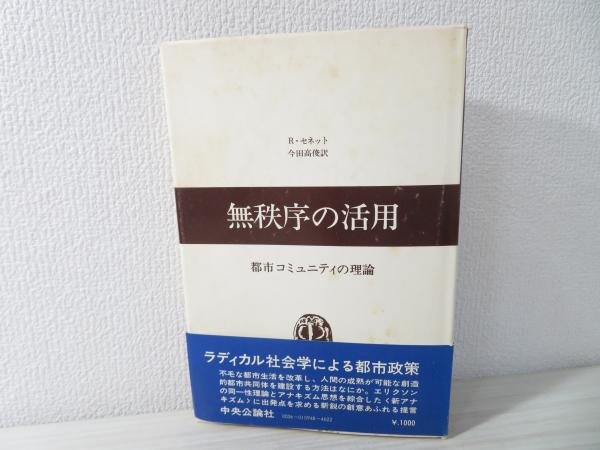 R・セネット
今田高俊訳
無秩序の活用
都市コミュニティの理論
ラディカル社会学による都市政策
不毛な都市生活を改革し、人間の成熟が可能な創造
的都市共同体を建設する方法はなにか。エリクソン
の同一性理論とアナキズム思想を綜合した〈新アナ
キズム〉に出発点を求める新鋭の創意あふれる提言
中央公論社
0036-010948-4622
¥.1000